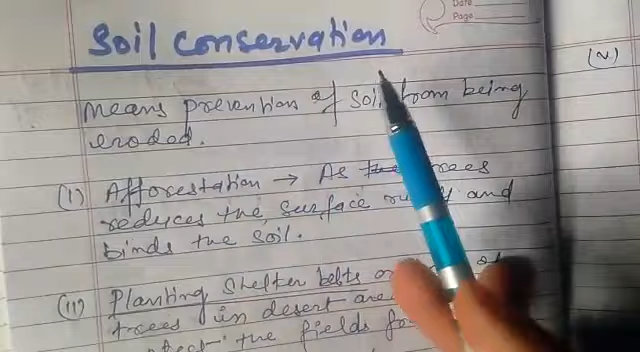 Date
Page
Soil conservation
(N)
Means prevention of soil from being
eroded.
(I) Afforestation → As trees
reduces the surface and
binds the soil.
(II) Planting shelter belts
trees in desert
the fields